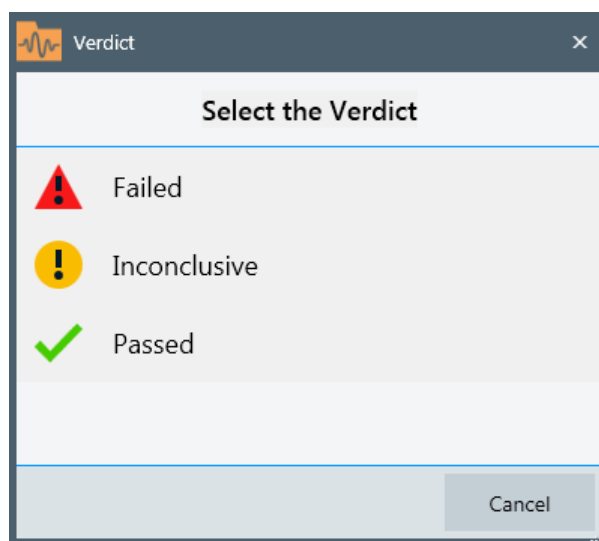 Verdict
Select the Verdict
Failed
Inconclusive
Passed
Cancel